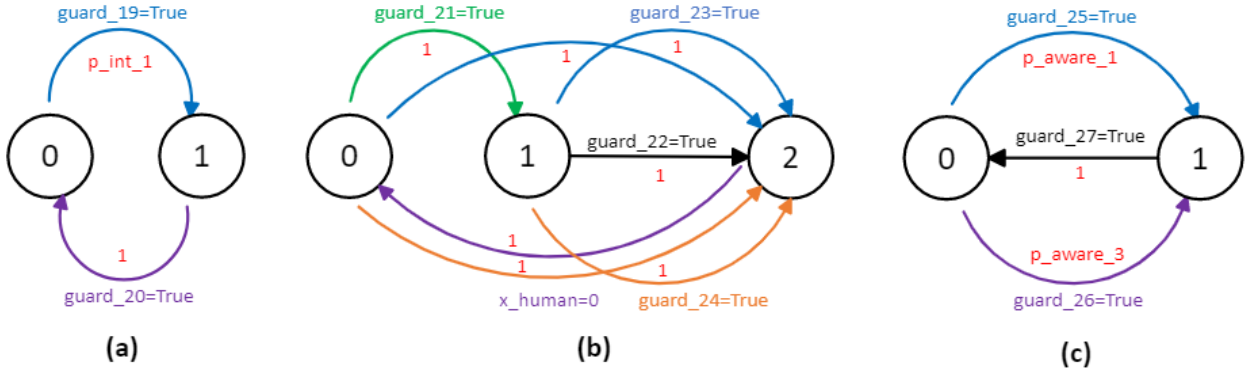 guard_19=True
p_int_1
0
1
1
guard_20=True
(a)
guard_21=True
guard_23=True
1
1
1
0
1
guard_22=True
2
1
1
1
1
x_human=0
guard_24=True
(b)
guard_25=True
p_aware_1
guard_27=True
0
1
1
p_aware_3
guard_26=True
(c)